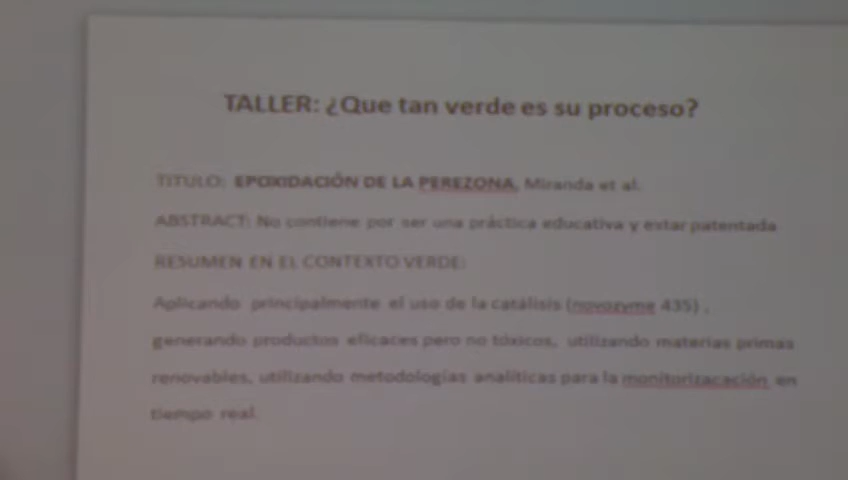 TALLER: ¿Que tan verde es su proceso?
TITULO: EPOXIDACIÓN DE LA PEREZONA, Miranda et al.
ABSTRACT: No contiene por ser una práctica educativa y estar patentada
RESUMEN EN EL CONTEXTO VERDE:
Aplicando principalmente el uso de la catálisis (novozyme 435) ,
generando productos eficaces pero no tóxicos, utilizando materias primas
renovables, utilizando metodologías analíticas para la monitorizacación en
tiempo real.